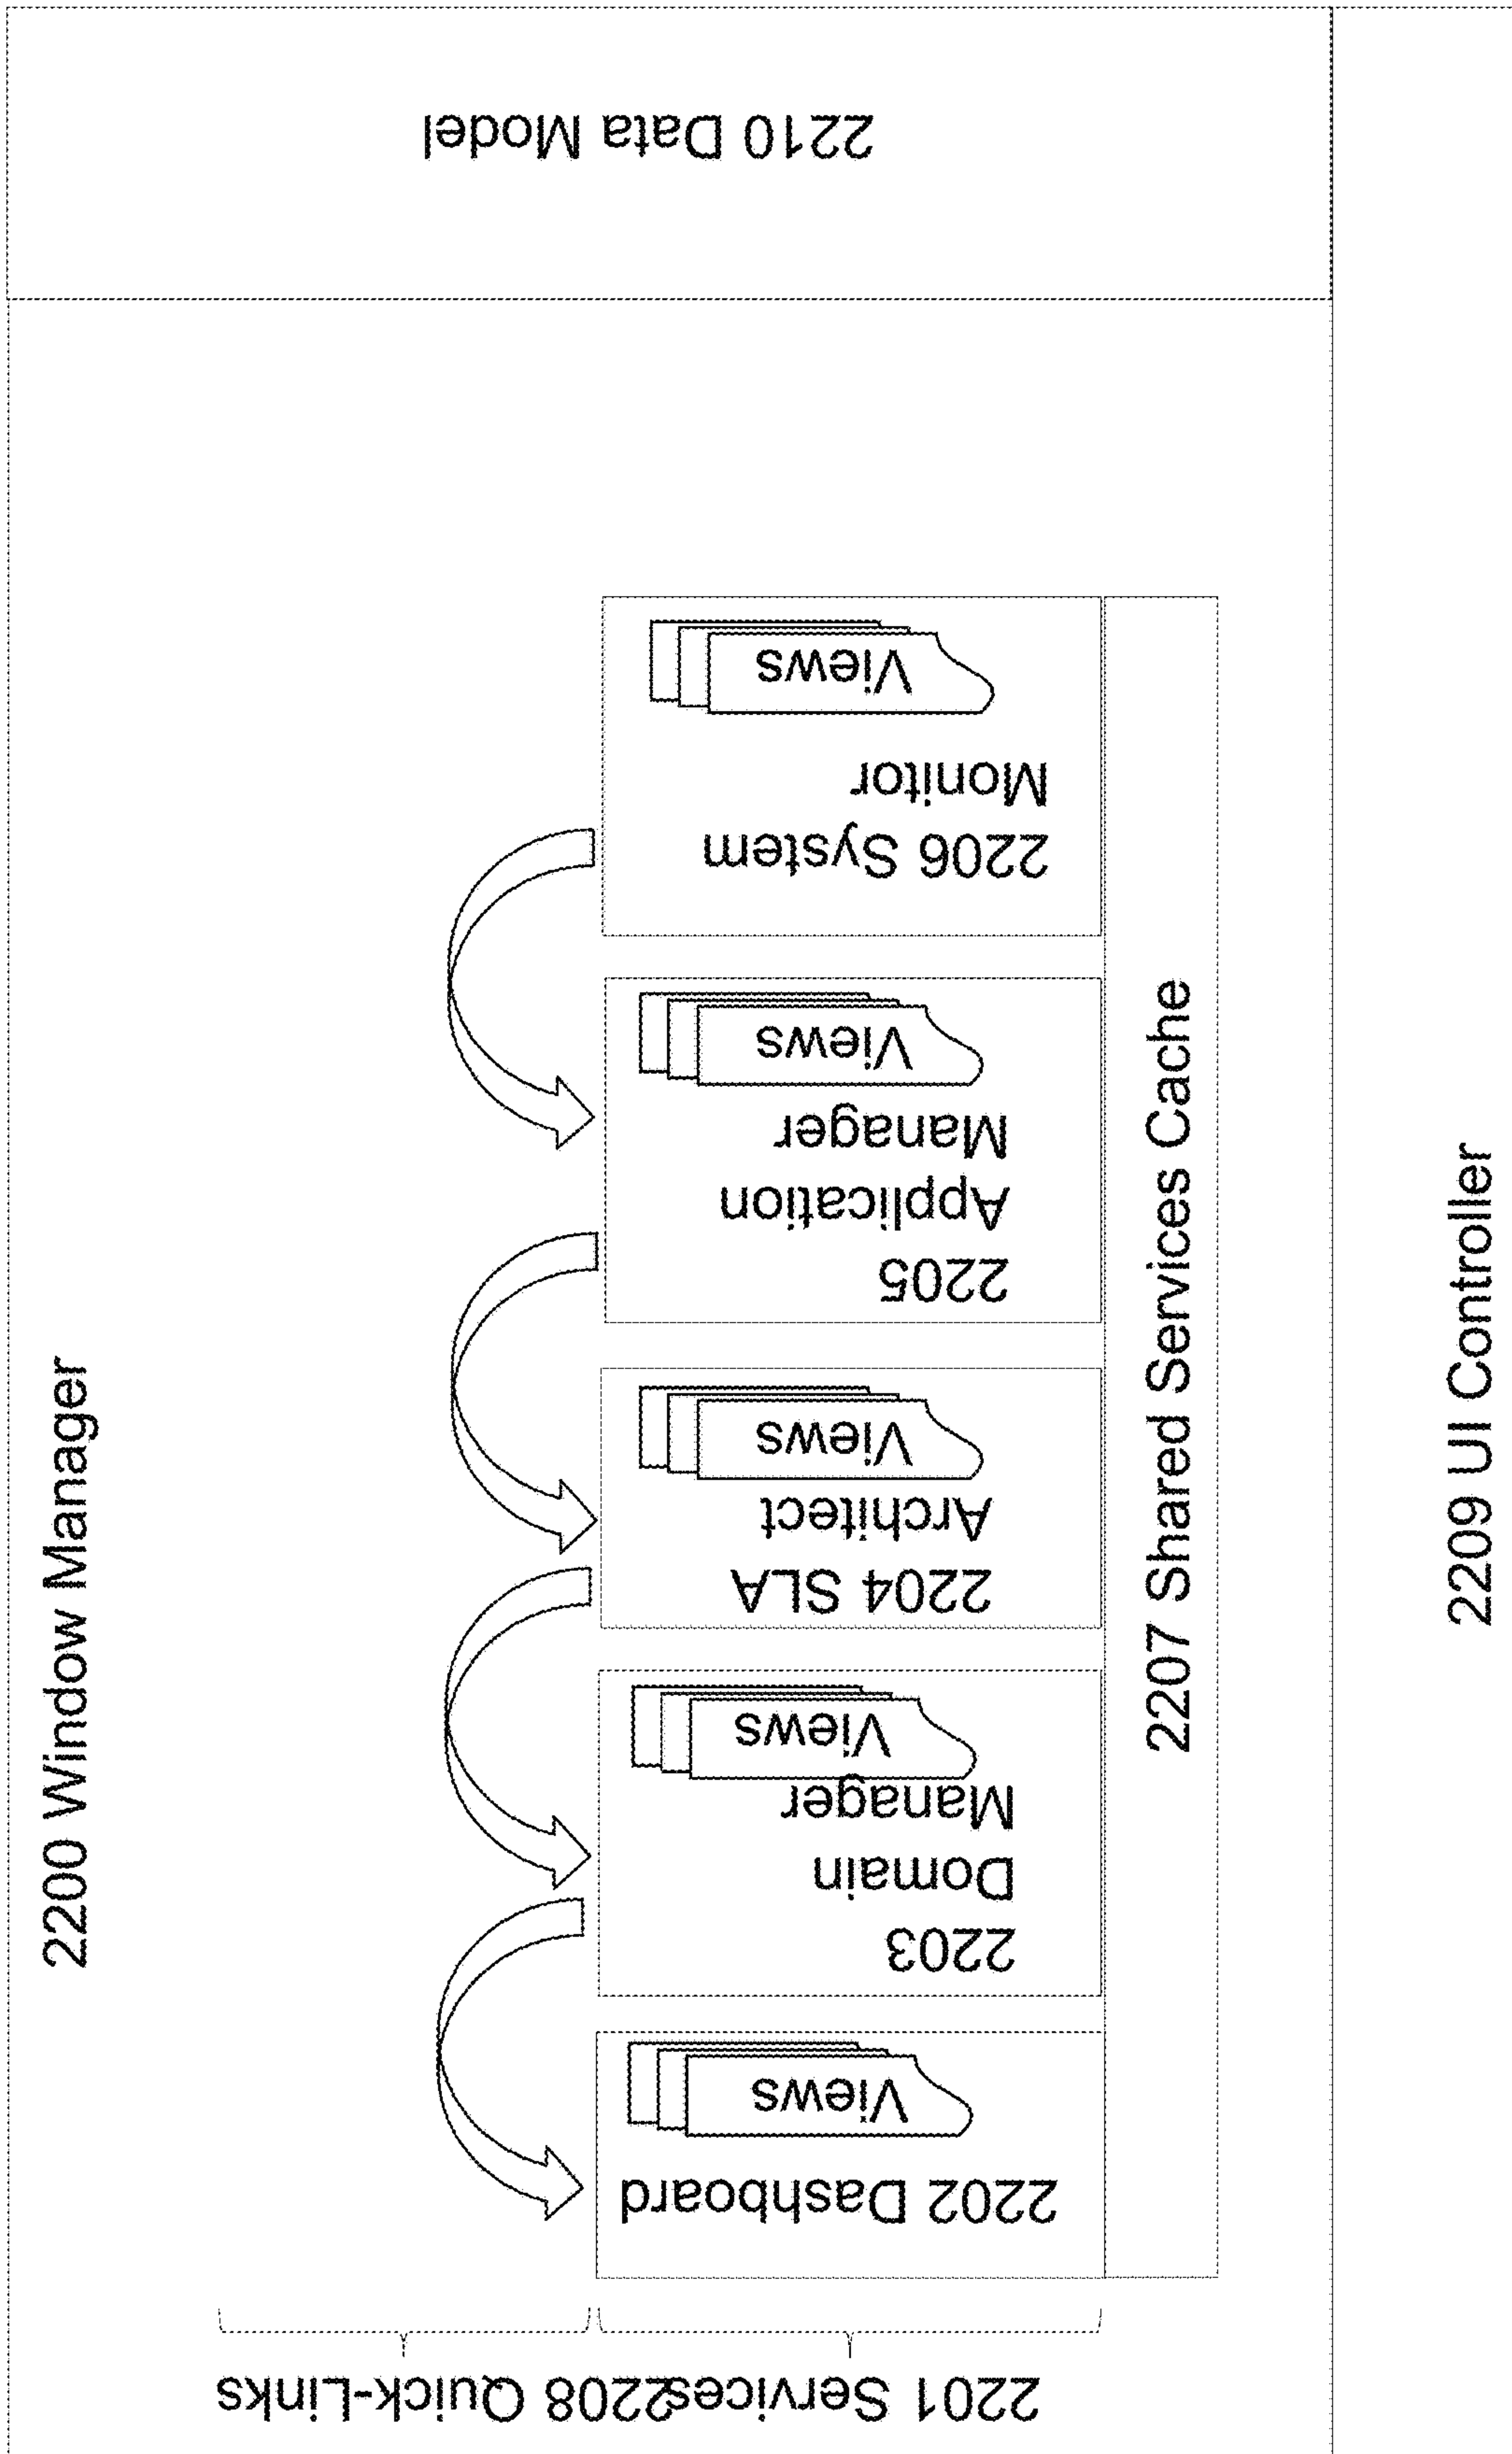 2200 Window Manager
2208 Quick-Links
2201 Services
2202 Dashboard
Views
2203
Domain
Manager
Views
2204 SLA
Architect
Views
2205
Application
Manager
Views
2206 System
Monitor
Views
2207 Shared Services Cache
2209 UI Controller
2210 Data Model